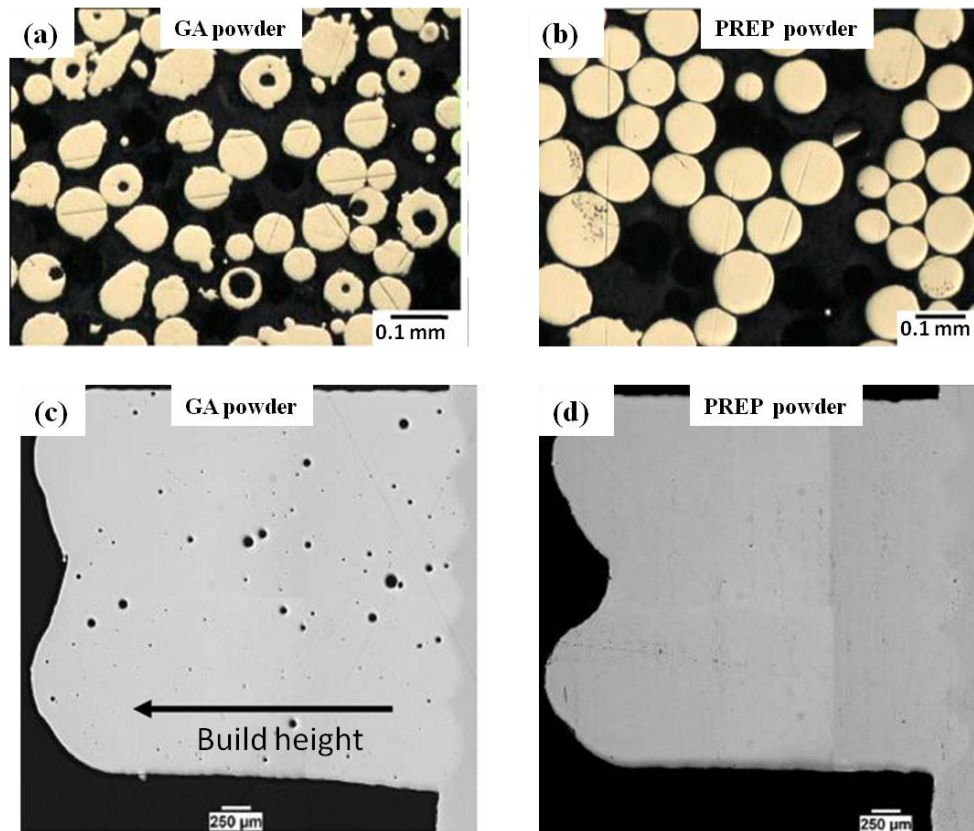 (a)
GA powder
0.1 mm
(b)
PREP powder
0.1 mm
(c)
GA powder
Build height
250 μm
(d)
PREP powder
250 μm